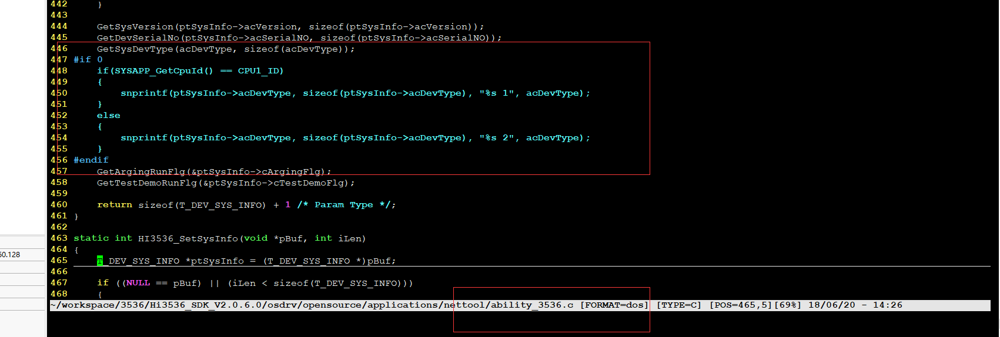 442     }
443
444     GetSysVersion(ptSysInfo->acVersion, sizeof(ptSysInfo->acVersion));
445     GetDevSerialNo(ptSysInfo->acSerialNO, sizeof(ptSysInfo->acSerialNO));
446     GetSysDevType(acDevType, sizeof(acDevType));
447 #if 0
448     if(SYSAPP_GetCpuId() == CPU1_ID)
449     {
450         snprintf(ptSysInfo->acDevType, sizeof(ptSysInfo->acDevType), "%s 1", acDevType);
451     }
452     else
453     {
454         snprintf(ptSysInfo->acDevType, sizeof(ptSysInfo->acDevType), "%s 2", acDevType);
455     }
456 #endif
457     GetArgingRunFlg(&ptSysInfo->cArgingFlg);
458     GetTestDemoRunFlg(&ptSysInfo->cTestDemoFlg);
459
460     return sizeof(T_DEV_SYS_INFO) + 1 /* Param Type */;
461 }
462
463 static int HI3536_SetSysInfo(void *pBuf, int iLen)
464 {
60.128
465     T_DEV_SYS_INFO *ptSysInfo = (T_DEV_SYS_INFO *)pBuf;
466
467     if ((NULL == pBuf) || (iLen < sizeof(T_DEV_SYS_INFO)))
468     {
~/workspace/3536/Hi3536_SDK_V2.0.6.0/osdrv/opensource/applications/nettool/ability_3536.c [FORMAT=dos] [TYPE=C] [POS=465,5][69%] 18/06/20 - 14:26